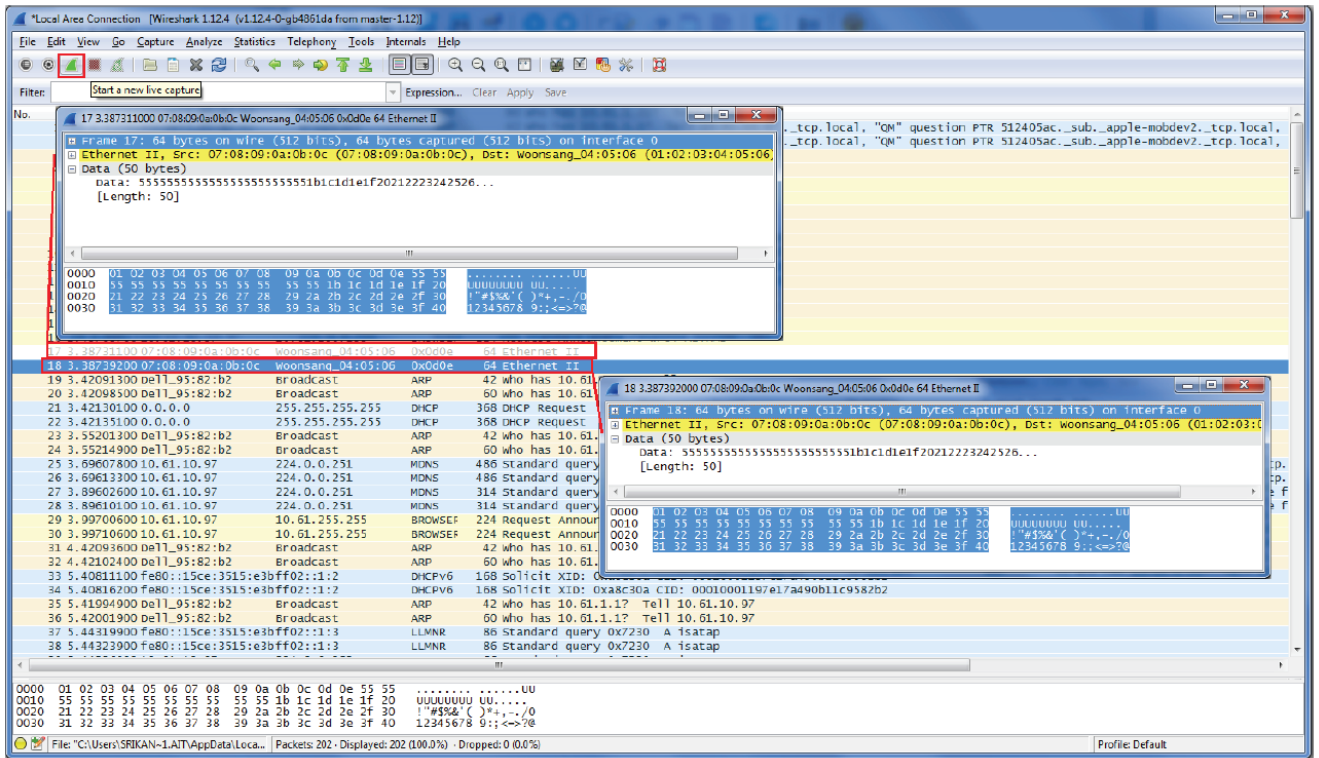 *Local Area Connection [Wireshark 1.12.4 (v1.12.4-0-gb4861da from master-1.12)]
File Edit View Go Capture Analyze Statistics Telephony Tools Internals Help
Start a new live capture
Filter: Expression... Clear Apply Save
No.
17 3.387311000 07:08:09:0a:0b:0c Woonsang_04:05:06 0x0d0e 64 Ethernet II
_tcp.local, "QM" question PTR 512405ac._sub._apple-mobdev2._tcp.local,
_tcp.local, "QM" question PTR 512405ac._sub._apple-mobdev2._tcp.local,
Frame 17: 64 bytes on wire (512 bits), 64 bytes captured (512 bits) on interface 0
Ethernet II, Src: 07:08:09:0a:0b:0c (07:08:09:0a:0b:0c), Dst: Woonsang_04:05:06 (01:02:03:04:05:06)
Data (50 bytes)
Data: 5555555555555555555555551b1c1d1e1f20212223242526...
[Length: 50]
0000 01 02 03 04 05 06 07 08 09 0a 0b 0c 0d 0e 55 55 ........ ......UU
0010 55 55 55 55 55 55 55 55 55 55 1b 1c 1d 1e 1f 20 UUUUUUUU UU.....
0020 21 22 23 24 25 26 27 28 29 2a 2b 2c 2d 2e 2f 30 !"#$%&'( )*+,-./0
0030 31 32 33 34 35 36 37 38 39 3a 3b 3c 3d 3e 3f 40 12345678 9:;<=>?@
17 3.38731100 07:08:09:0a:0b:0c Woonsang_04:05:06 0x0d0e 64 Ethernet II
18 3.38739200 07:08:09:0a:0b:0c Woonsang_04:05:06 0x0d0e 64 Ethernet II
19 3.42091300 Dell_95:82:b2 Broadcast ARP 42 who has 10.61
20 3.42098500 Dell_95:82:b2 Broadcast ARP 60 who has 10.61
21 3.42130100 0.0.0.0 255.255.255.255 DHCP 368 DHCP Request
22 3.42135100 0.0.0.0 255.255.255.255 DHCP 368 DHCP Request
23 3.55201300 Dell_95:82:b2 Broadcast ARP 42 who has 10.61.
24 3.55214900 Dell_95:82:b2 Broadcast ARP 60 who has 10.61.
25 3.69607800 10.61.10.97 224.0.0.251 MDNS 486 Standard query
26 3.69613300 10.61.10.97 224.0.0.251 MDNS 486 Standard query
27 3.89602600 10.61.10.97 224.0.0.251 MDNS 314 Standard query
28 3.89610100 10.61.10.97 224.0.0.251 MDNS 314 Standard query
29 3.99700600 10.61.10.97 10.61.255.255 BROWSER 224 Request Announ
30 3.99710600 10.61.10.97 10.61.255.255 BROWSER 224 Request Announ
31 4.42093600 Dell_95:82:b2 Broadcast ARP 42 who has 10.61.
32 4.42102400 Dell_95:82:b2 Broadcast ARP 60 who has 10.61.
33 5.40811100 fe80::15ce:3515:e3bff02::1:2 DHCPv6 168 Solicit XID:
34 5.40816200 fe80::15ce:3515:e3bff02::1:2 DHCPv6 168 Solicit XID: 0xa8c30a CID: 00010001197e17a490b11c9582b2
35 5.41994900 Dell_95:82:b2 Broadcast ARP 42 who has 10.61.1.1? Tell 10.61.10.97
36 5.42001900 Dell_95:82:b2 Broadcast ARP 60 who has 10.61.1.1? Tell 10.61.10.97
37 5.44319900 fe80::15ce:3515:e3bff02::1:3 LLMNR 86 Standard query 0x7230 A isatap
38 5.44323900 fe80::15ce:3515:e3bff02::1:3 LLMNR 86 Standard query 0x7230 A isatap
18 3.387392000 07:08:09:0a:0b:0c Woonsang_04:05:06 0x0d0e 64 Ethernet II
Frame 18: 64 bytes on wire (512 bits), 64 bytes captured (512 bits) on interface 0
Ethernet II, Src: 07:08:09:0a:0b:0c (07:08:09:0a:0b:0c), Dst: Woonsang_04:05:06 (01:02:03:0
Data (50 bytes)
Data: 5555555555555555555555551b1c1d1e1f20212223242526...
[Length: 50]
0000 01 02 03 04 05 06 07 08 09 0a 0b 0c 0d 0e 55 55 ........ ......UU
0010 55 55 55 55 55 55 55 55 55 55 1b 1c 1d 1e 1f 20 UUUUUUUU UU.....
0020 21 22 23 24 25 26 27 28 29 2a 2b 2c 2d 2e 2f 30 !"#$%&'( )*+,-./0
0030 31 32 33 34 35 36 37 38 39 3a 3b 3c 3d 3e 3f 40 12345678 9:;<=>?@
0000 01 02 03 04 05 06 07 08 09 0a 0b 0c 0d 0e 55 55 ........ ......UU
0010 55 55 55 55 55 55 55 55 55 55 1b 1c 1d 1e 1f 20 UUUUUUUU UU.....
0020 21 22 23 24 25 26 27 28 29 2a 2b 2c 2d 2e 2f 30 !"#$%&'( )*+,-./0
0030 31 32 33 34 35 36 37 38 39 3a 3b 3c 3d 3e 3f 40 12345678 9:;<=>?@
File: "C:\Users\SRIKAN~1.AIT\AppData\Loca... Packets: 202 · Displayed: 202 (100.0%) · Dropped: 0 (0.0%) Profile: Default